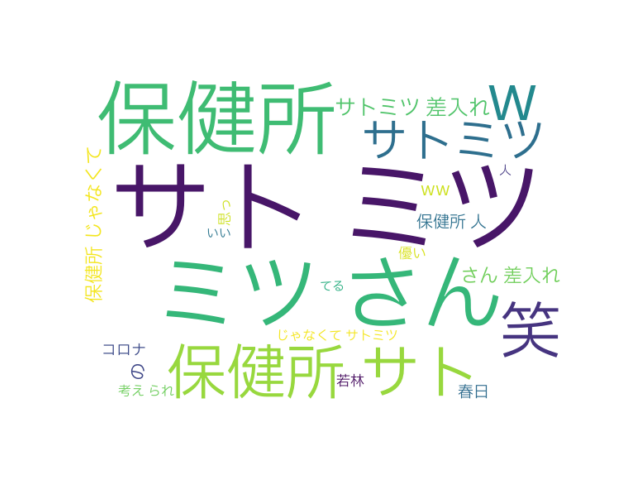 保健所
w
サトミツ 差入れ
サトミツ
保健所 じゃなくて
サト ミツ
人
ww
思っ
保健所 人
いい
優い
ミツ さん
さん 差入れ
てる
笑
じゃなくて サトミツ
コロナ
保健所 サト
の
若林
考え られ
春日